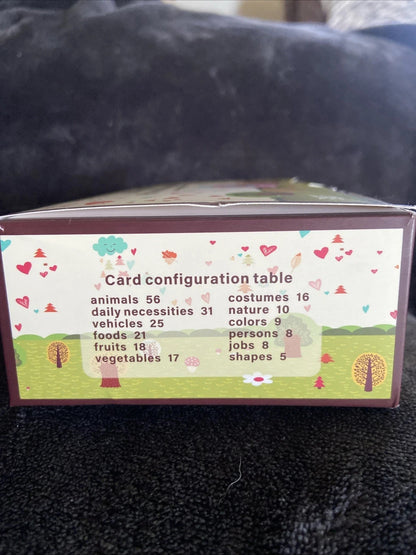 Card configuration table
animals 56
daily necessities 31
vehicles 25
foods 21
fruits 18
vegetables 17
costumes 16
nature 10
colors 9
persons 8
jobs 8
shapes 5